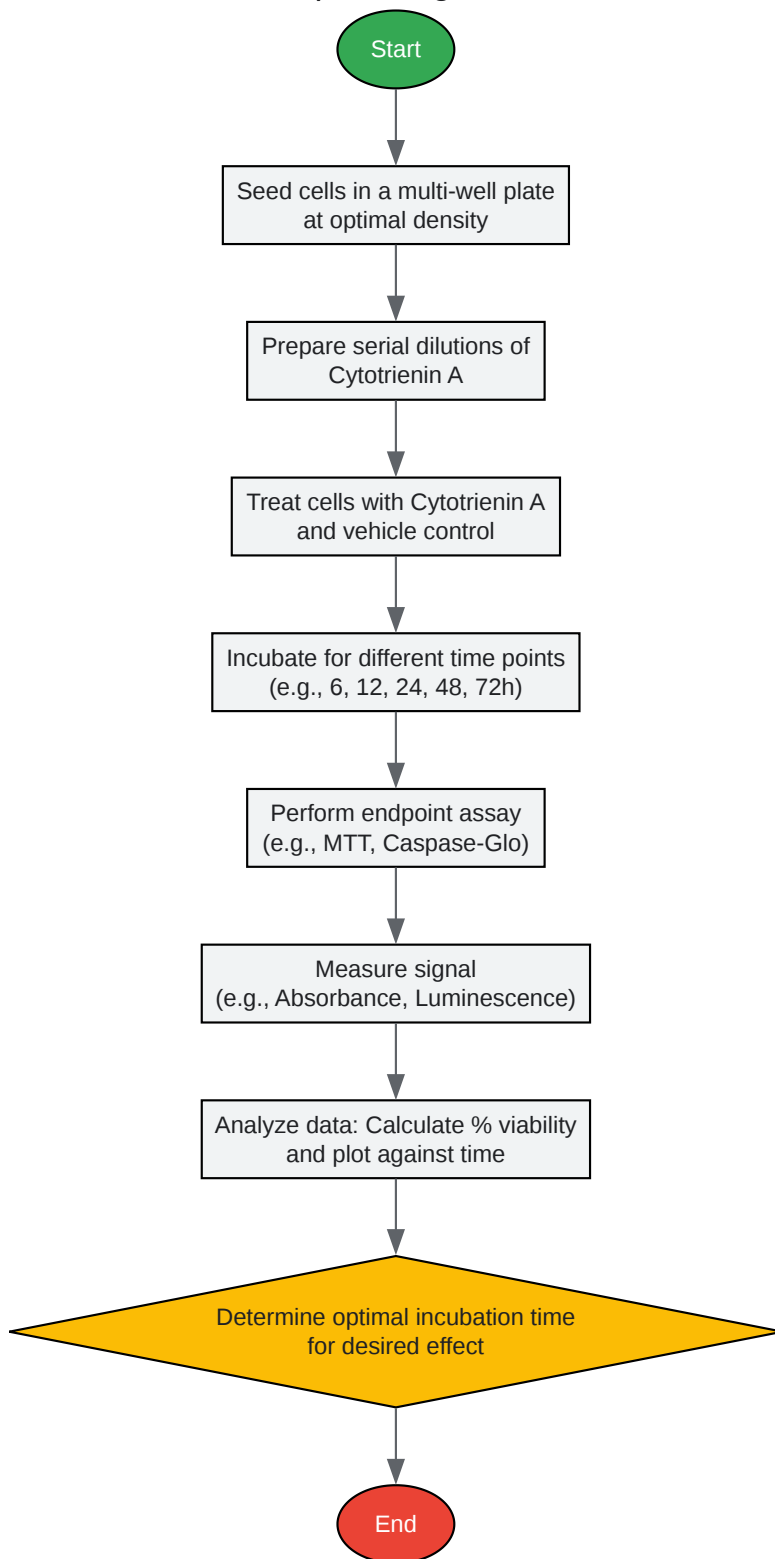 Start
Seed cells in a multi-well plate
at optimal density
Prepare serial dilutions of
Cytotrienin A
Treat cells with Cytotrienin A
and vehicle control
Incubate for different time points
(e.g., 6, 12, 24, 48, 72h)
Perform endpoint assay
(e.g., MTT, Caspase-Glo)
Measure signal
(e.g., Absorbance, Luminescence)
Analyze data: Calculate % viability
and plot against time
Determine optimal incubation time
for desired effect
End